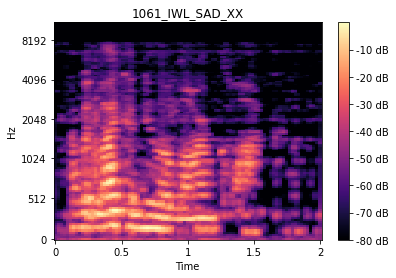 1061_IWL_SAD_XX
8192
4096
2048
1024
512
0
Hz
0
0.5
1
1.5
2
Time
-10 dB
-20 dB
-30 dB
-40 dB
-50 dB
-60 dB
-70 dB
-80 dB